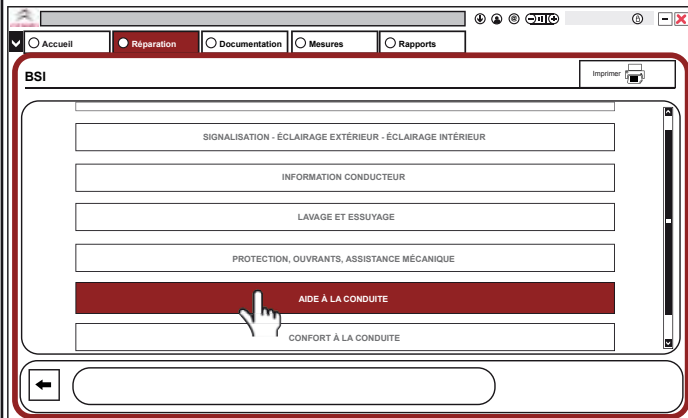 Accueil
Réparation
Documentation
Mesures
Rapports
BSI
Imprimer
SIGNALISATION - ÉCLAIRAGE EXTÉRIEUR - ÉCLAIRAGE INTÉRIEUR
INFORMATION CONDUCTEUR
LAVAGE ET ESSUYAGE
PROTECTION, OUVRANTS, ASSISTANCE MÉCANIQUE
AIDE À LA CONDUITE
CONFORT À LA CONDUITE